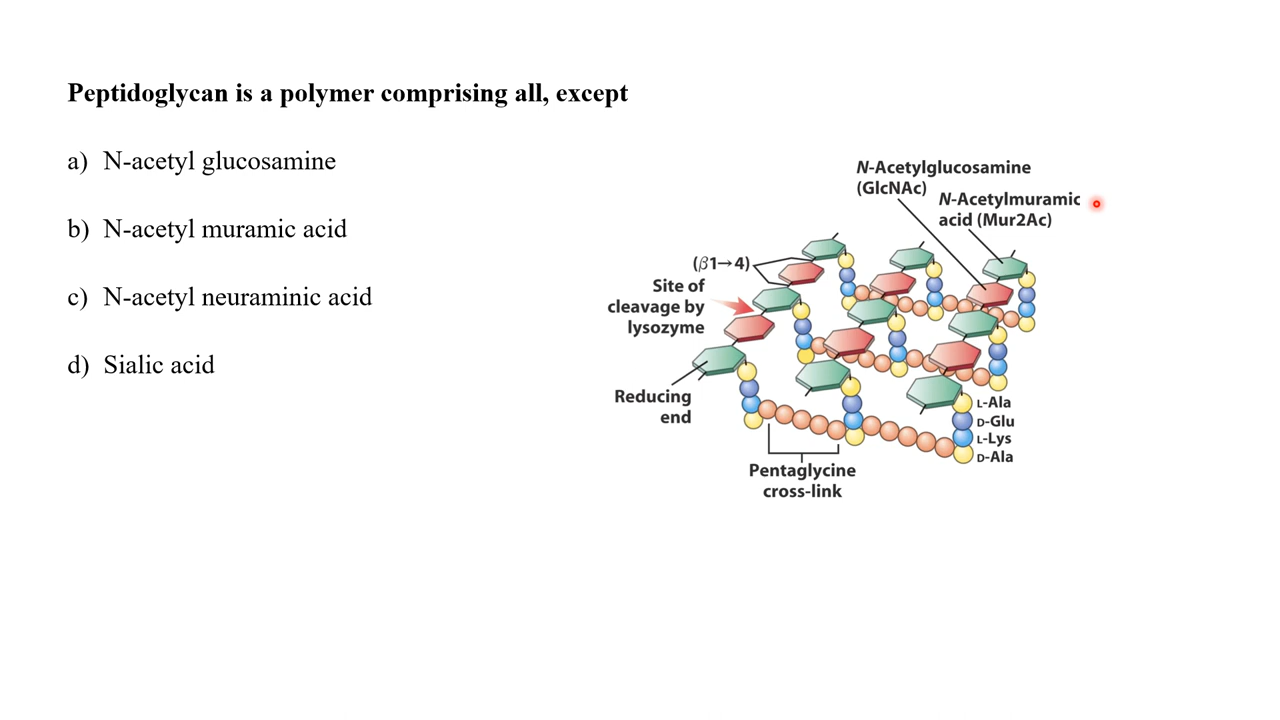 Peptidoglycan is a polymer comprising all, except
a) N-acetyl glucosamine
b) N-acetyl muramic acid
c) N-acetyl neuraminic acid
d) Sialic acid
N-Acetylglucosamine
(GlcNAc)
N-Acetylmuramic
acid (Mur2Ac)
(β1→4)
Site of
cleavage by
lysozyme
Reducing
end
L-Ala
D-Glu
L-Lys
D-Ala
Pentaglycine
cross-link